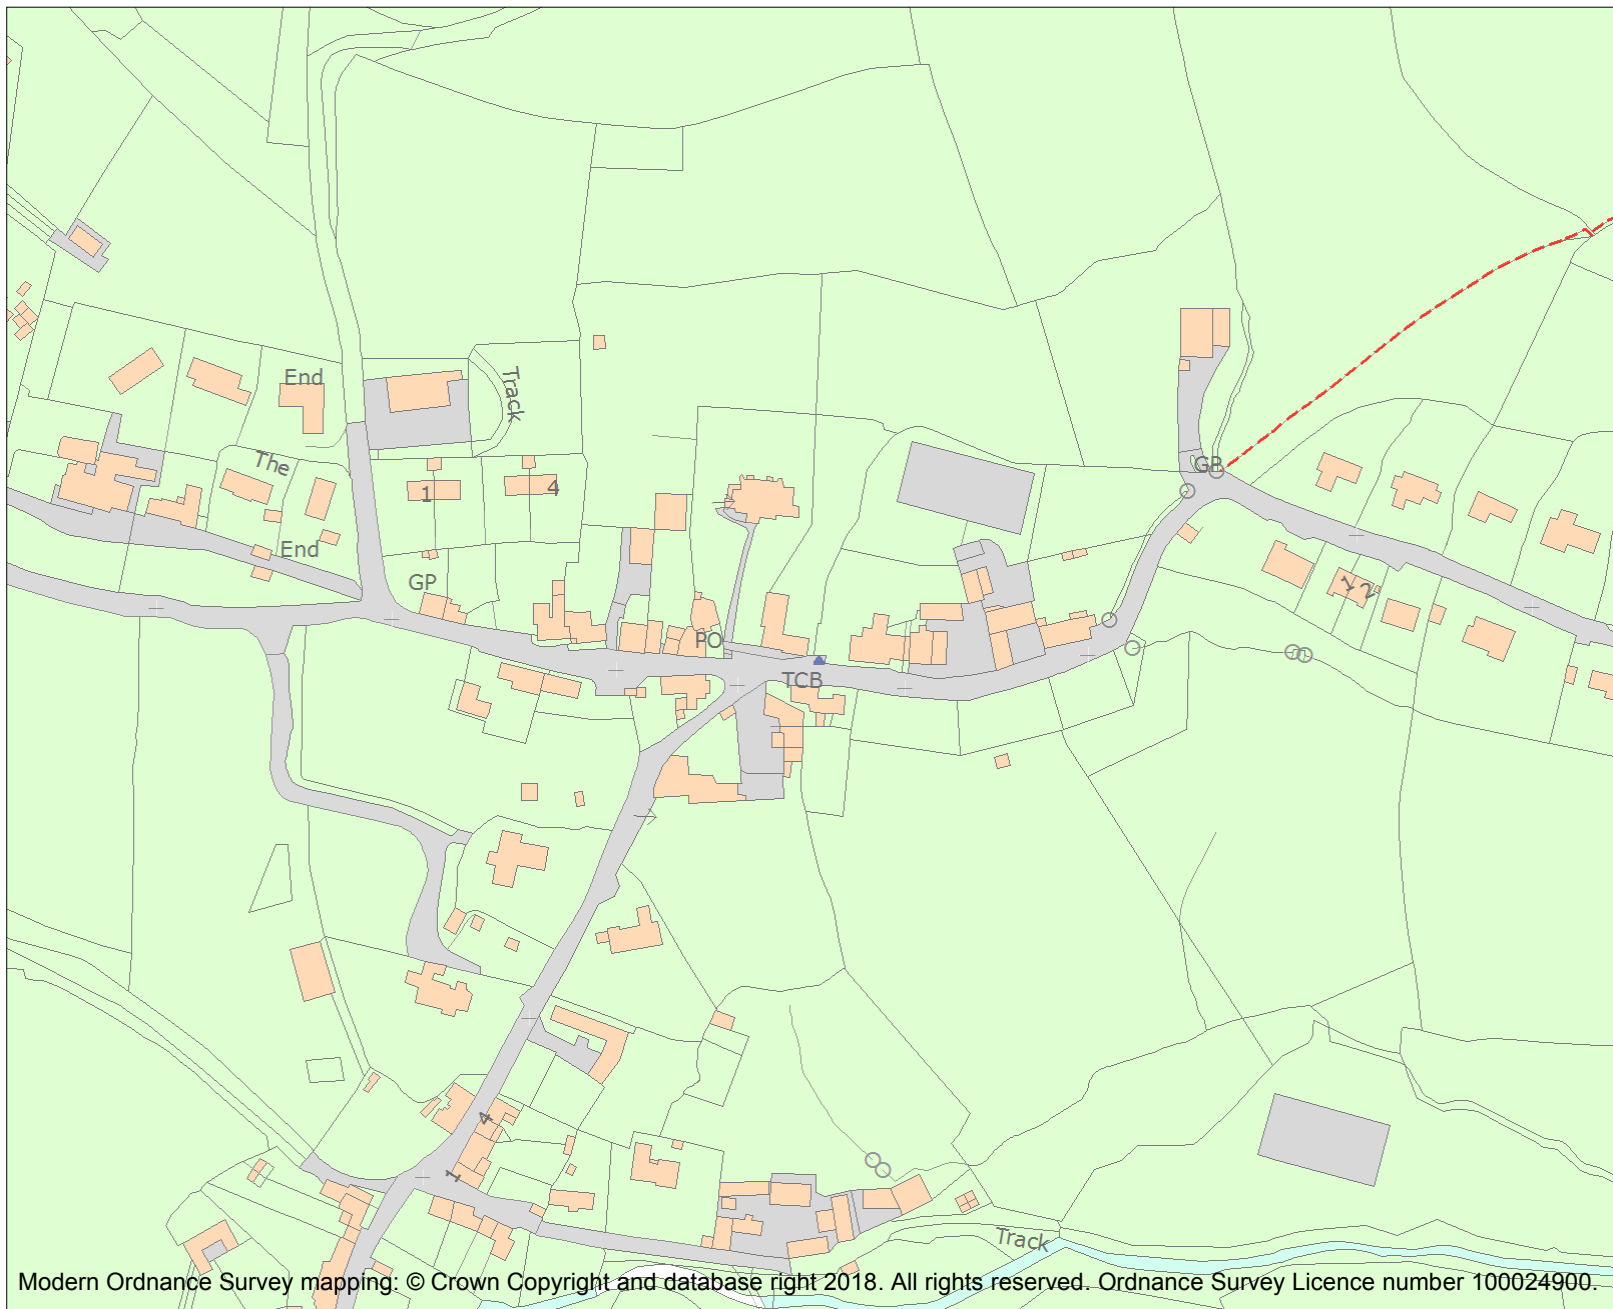 End
Track
The
1
4
GP
End
GP
1
2
PO
TCB
4
1
Track
Modern Ordnance Survey mapping: © Crown Copyright and database right 2018. All rights reserved. Ordnance Survey Licence number 100024900.